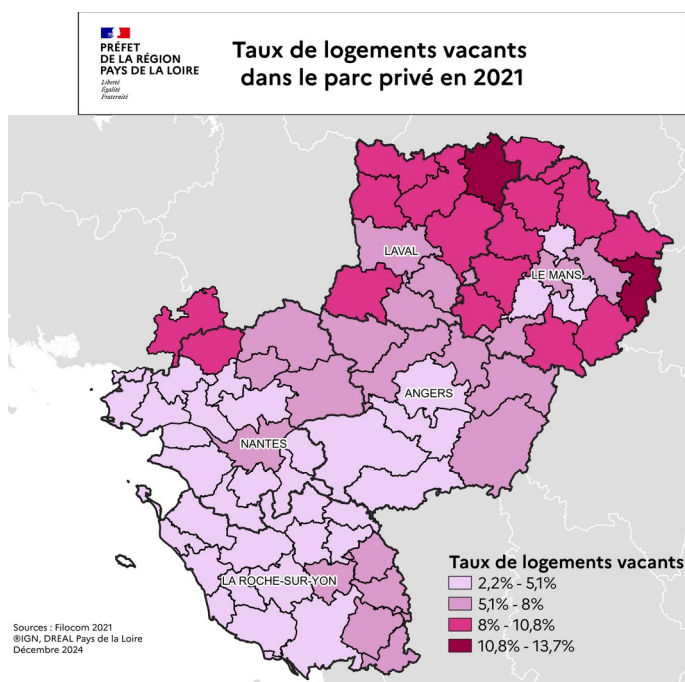 PRÉFET
DE LA RÉGION
PAYS DE LA LOIRE
Liberté
Égalité
Fraternité
Taux de logements vacants
dans le parc privé en 2021
LAVAL
LE MANS
ANGERS
NANTES
LA ROCHE-SUR-YON
Taux de logements vacants
2,2% - 5,1%
5,1% - 8%
8% - 10,8%
10,8% - 13,7%
Sources : Filocom 2021
®IGN, DREAL Pays de la Loire
Décembre 2024